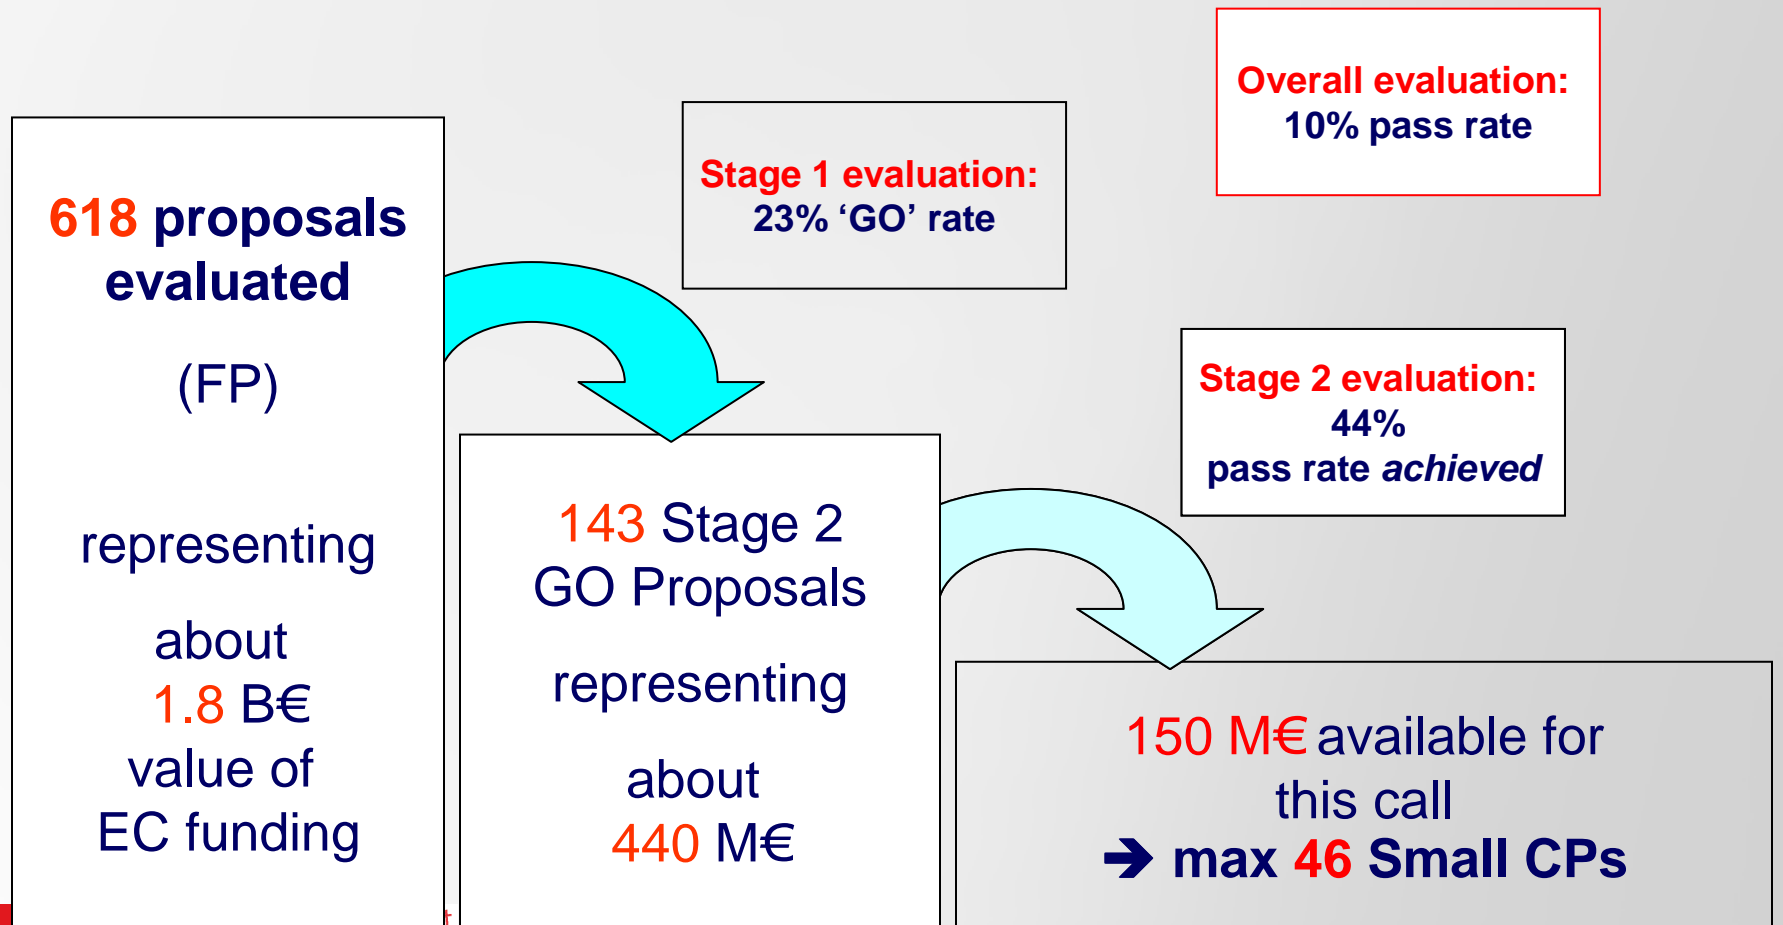 Overall evaluation:
10% pass rate
Stage 1 evaluation:
23% ‘GO’ rate
618 proposals
evaluated
(FP)
representing
about
1.8 B€
value of
EC funding
Stage 2 evaluation:
44%
pass rate achieved
143 Stage 2
GO Proposals
representing
about
440 M€
150 M€ available for
this call
➔ max 46 Small CPs